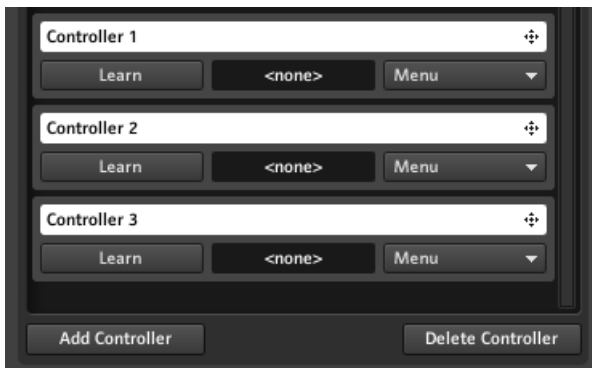 Controller 1
Learn <none> Menu
Controller 2
Learn <none> Menu
Controller 3
Learn <none> Menu
Add Controller Delete Controller